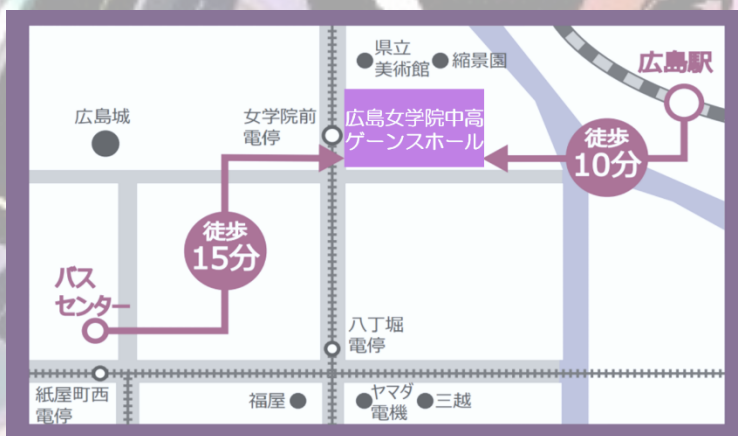 県立
美術館
縮景園
広島駅
広島城
女学院前
電停
広島女学院中高
ゲーンスホール
徒歩
10分
徒歩
15分
バス
センター
八丁堀
電停
紙屋町西
電停
福屋
ヤマダ
電機
三越